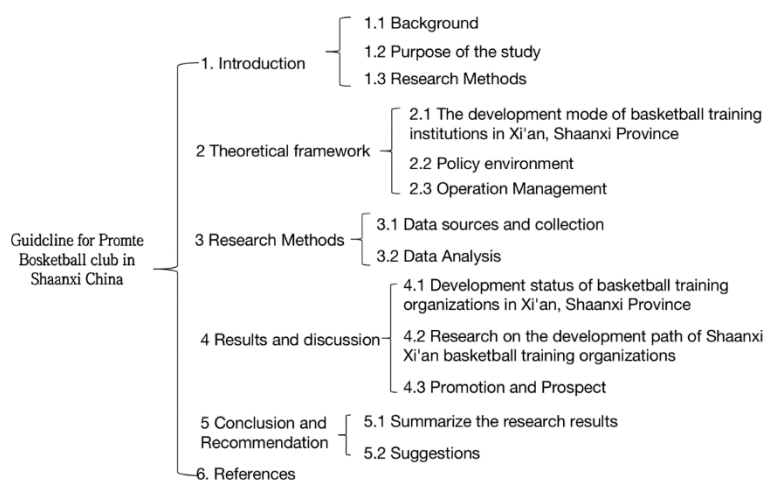 Guidcline for Promte
Bosketball club in
Shaanxi China
1. Introduction
1.1 Background
1.2 Purpose of the study
1.3 Research Methods
2 Theoretical framework
2.1 The development mode of basketball training
institutions in Xi'an, Shaanxi Province
2.2 Policy environment
2.3 Operation Management
3 Research Methods
3.1 Data sources and collection
3.2 Data Analysis
4 Results and discussion
4.1 Development status of basketball training
organizations in Xi'an, Shaanxi Province
4.2 Research on the development path of Shaanxi
Xi'an basketball training organizations
4.3 Promotion and Prospect
5 Conclusion and
Recommendation
5.1 Summarize the research results
5.2 Suggestions
6. References